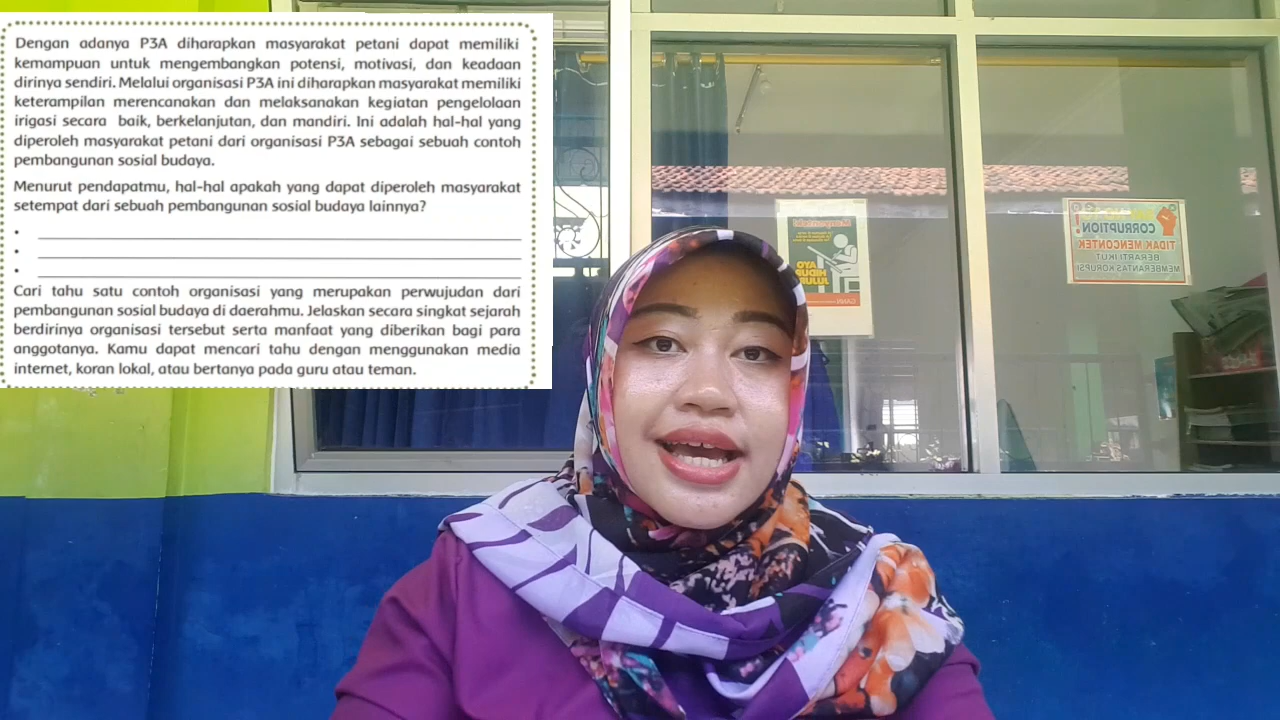 Dengan adanya P3A diharapkan masyarakat petani dapat memiliki
kemampuan untuk mengembangkan potensi, motivasi, dan keadaan
dirinya sendiri. Melalui organisasi P3A ini diharapkan masyarakat memiliki
keterampilan merencanakan dan melaksanakan kegiatan pengelolaan
irigasi secara baik, berkelanjutan, dan mandiri. Ini adalah hal-hal yang
diperoleh masyarakat petani dari organisasi P3A sebagai sebuah contoh
pembangunan sosial budaya.
Menurut pendapatmu, hal-hal apakah yang dapat diperoleh masyarakat
setempat dari sebuah pembangunan sosial budaya lainnya?
Cari tahu satu contoh organisasi yang merupakan perwujudan dari
pembangunan sosial budaya di daerahmu. Jelaskan secara singkat sejarah
berdirinya organisasi tersebut serta manfaat yang diberikan bagi para
anggotanya. Kamu dapat mencari tahu dengan menggunakan media
internet, koran lokal, atau bertanya pada guru atau teman.
AYO
HIDUP
JUJUR
CORRUPTION
TIDAK MENCONTEK
BERARTI IKUT
MEMBERANTAS KORUPSI